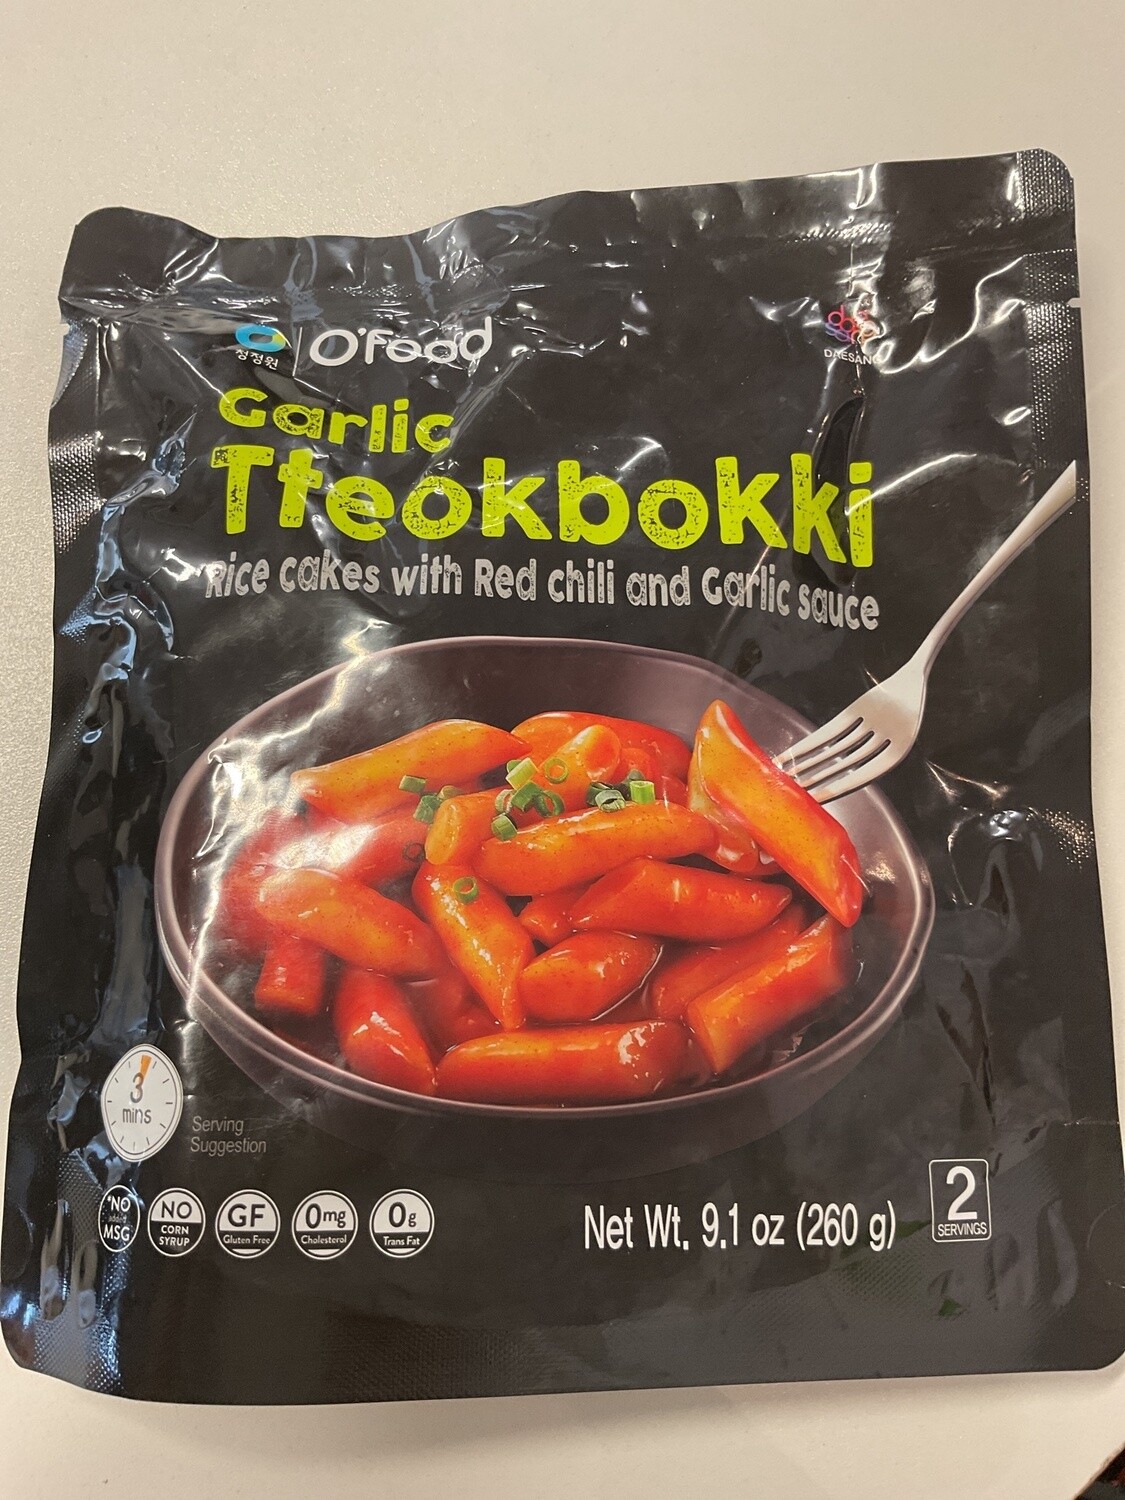 청정원
O'Food
DAESANG
Garlic
Tteokbokki
Rice cakes with Red chili and Garlic sauce
3
mins
Serving
Suggestion
*NO
added
MSG
NO
CORN
SYRUP
GF
Gluten Free
0mg
Cholesterol
0g
Trans Fat
Net Wt. 9.1 oz (260 g)
2
SERVINGS